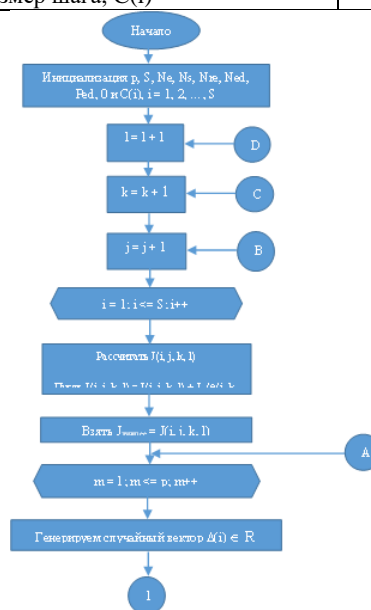 змер шага, C(i)
Начало
Инициализация p, S, Ne, Ns, Nre, Ned,
Ped, 0 и C(i), i = 1, 2, …, S
l = l + 1
D
k = k + 1
C
j = j + 1
B
i = 1; i <= S; i++
Рассчитать J(i, j, k, l)
Взять J = J(i, j, k, l)
A
m = 1; m <= p; m++
Генерируем случайный вектор Δ(i) ∈ R
1